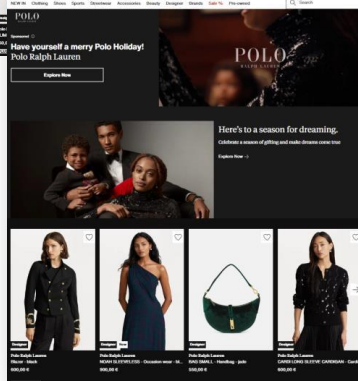 NEW IN Clothing Shoes Sports Streetwear Accessories Beauty Designer Brands Sale % Pre-owned
Search
POLO
Sponsored
Have yourself a merry Polo Holiday!
Polo Ralph Lauren
Explore Now
POLO
RALPH LAUREN
Here's to a season for dreaming.
Celebrate a season of gifting and make dreams come true
Explore Now
Designer
Polo Ralph Lauren
Blazer - black
Designer
New
Polo Ralph Lauren
NOAH SLEEVELESS - Occasion wear - bl...
Designer
Polo Ralph Lauren
BAG SMALL - Handbag - jade
550,00 €
Designer
Polo Ralph Lauren
CARDI LONG SLEEVE CARDIGAN - Cardi